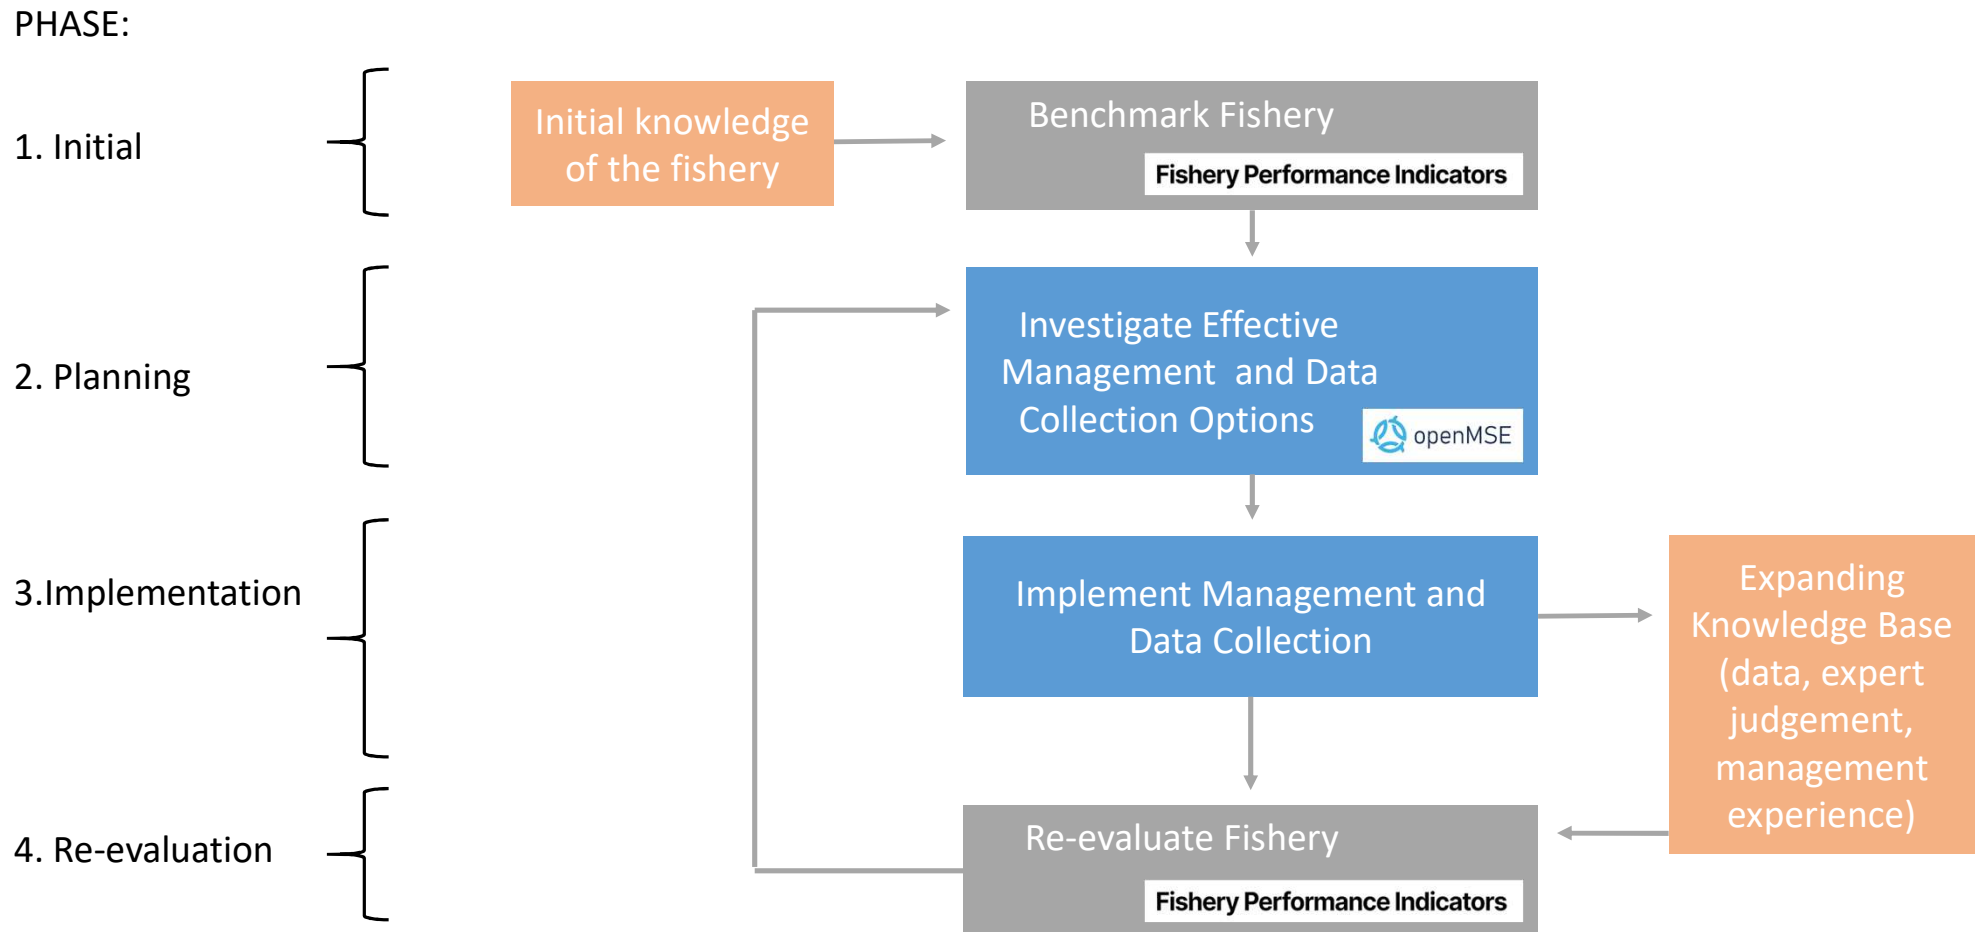 PHASE:
1. Initial
Initial knowledge
of the fishery
Benchmark Fishery
Fishery Performance Indicators
2. Planning
Investigate Effective
Management  and Data
Collection Options
openMSE
3.Implementation
Implement Management and
Data Collection
Expanding
Knowledge Base
(data, expert
judgement,
management
experience)
4. Re-evaluation
Re-evaluate Fishery
Fishery Performance Indicators